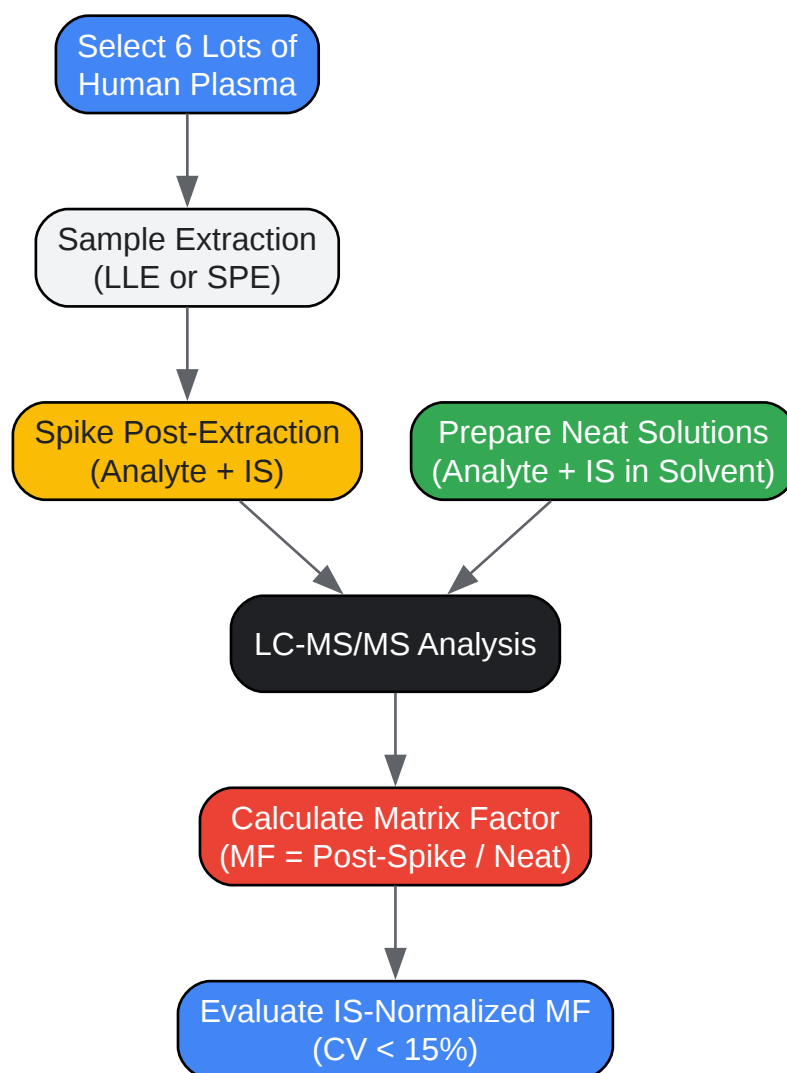 Select 6 Lots of
Human Plasma
Sample Extraction
(LLE or SPE)
Spike Post-Extraction
(Analyte + IS)
Prepare Neat Solutions
(Analyte + IS in Solvent)
LC-MS/MS Analysis
Calculate Matrix Factor
(MF = Post-Spike / Neat)
Evaluate IS-Normalized MF
(CV < 15%)